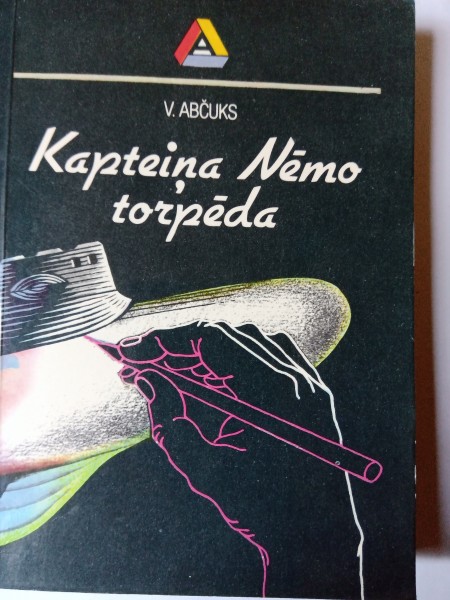 V. ABČUKS
Kapteiņa Nēmo
torpēda